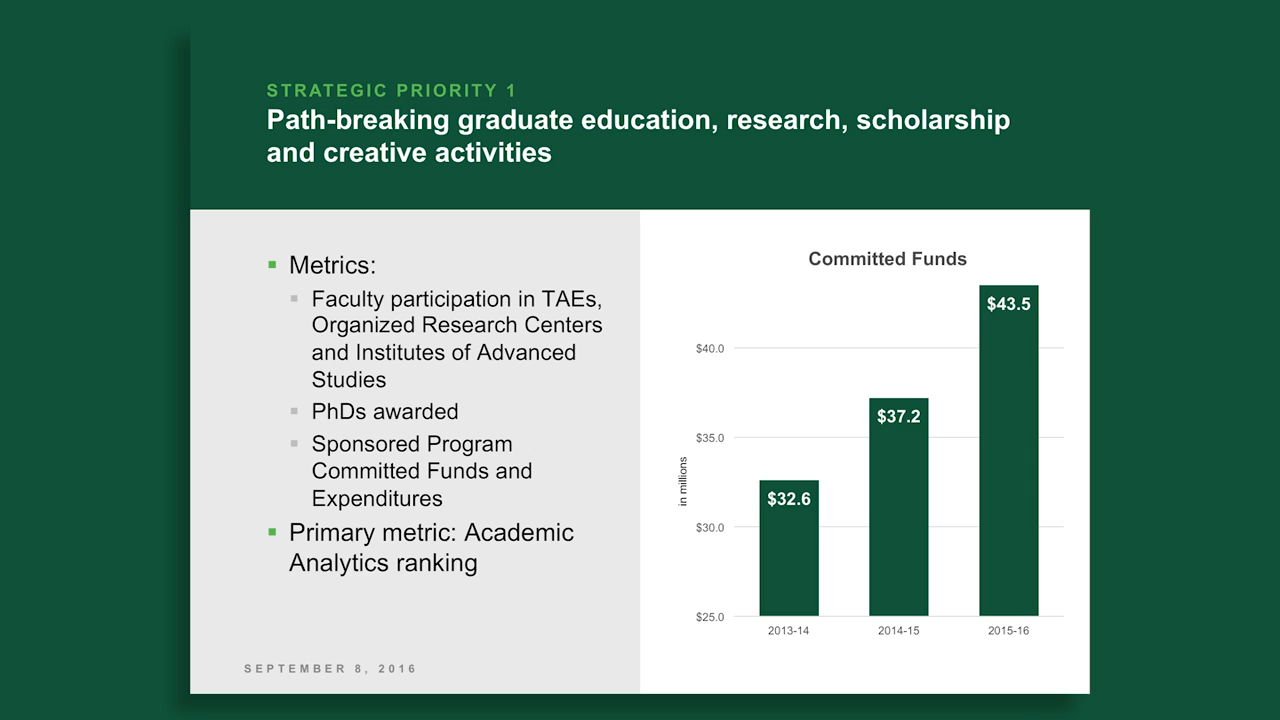 STRATEGIC PRIORITY 1
Path-breaking graduate education, research, scholarship
and creative activities
Metrics:
Faculty participation in TAEs,
Organized Research Centers
and Institutes of Advanced
Studies
PhDs awarded
Sponsored Program
Committed Funds and
Expenditures
Primary metric: Academic
Analytics ranking
SEPTEMBER 8, 2016
Committed Funds
in millions
$40.0
$35.0
$30.0
$25.0
$32.6
$37.2
$43.5
2013-14
2014-15
2015-16